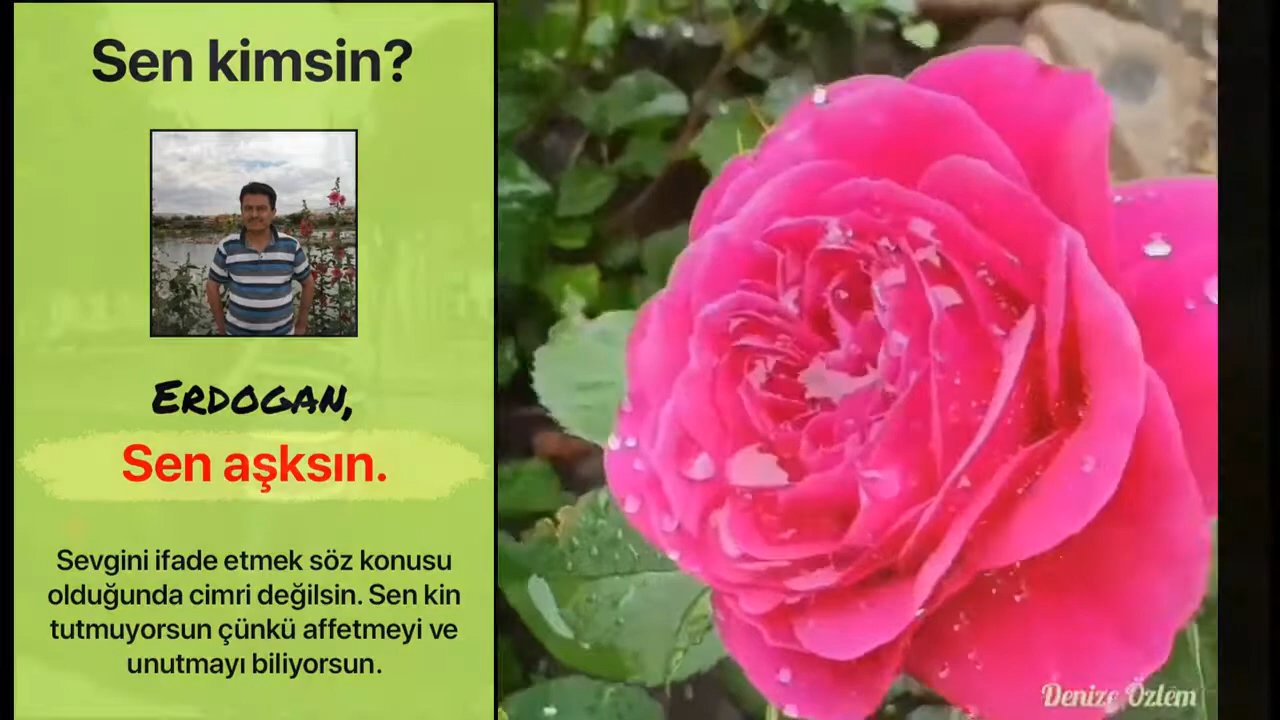 Sen kimsin?
ERDOGAN,
Sen aşksın.
Sevgini ifade etmek söz konusu
olduğunda cimri değilsin. Sen kin
tutmuyorsun çünkü affetmeyi ve
unutmayı biliyorsun.
Denize Özlem